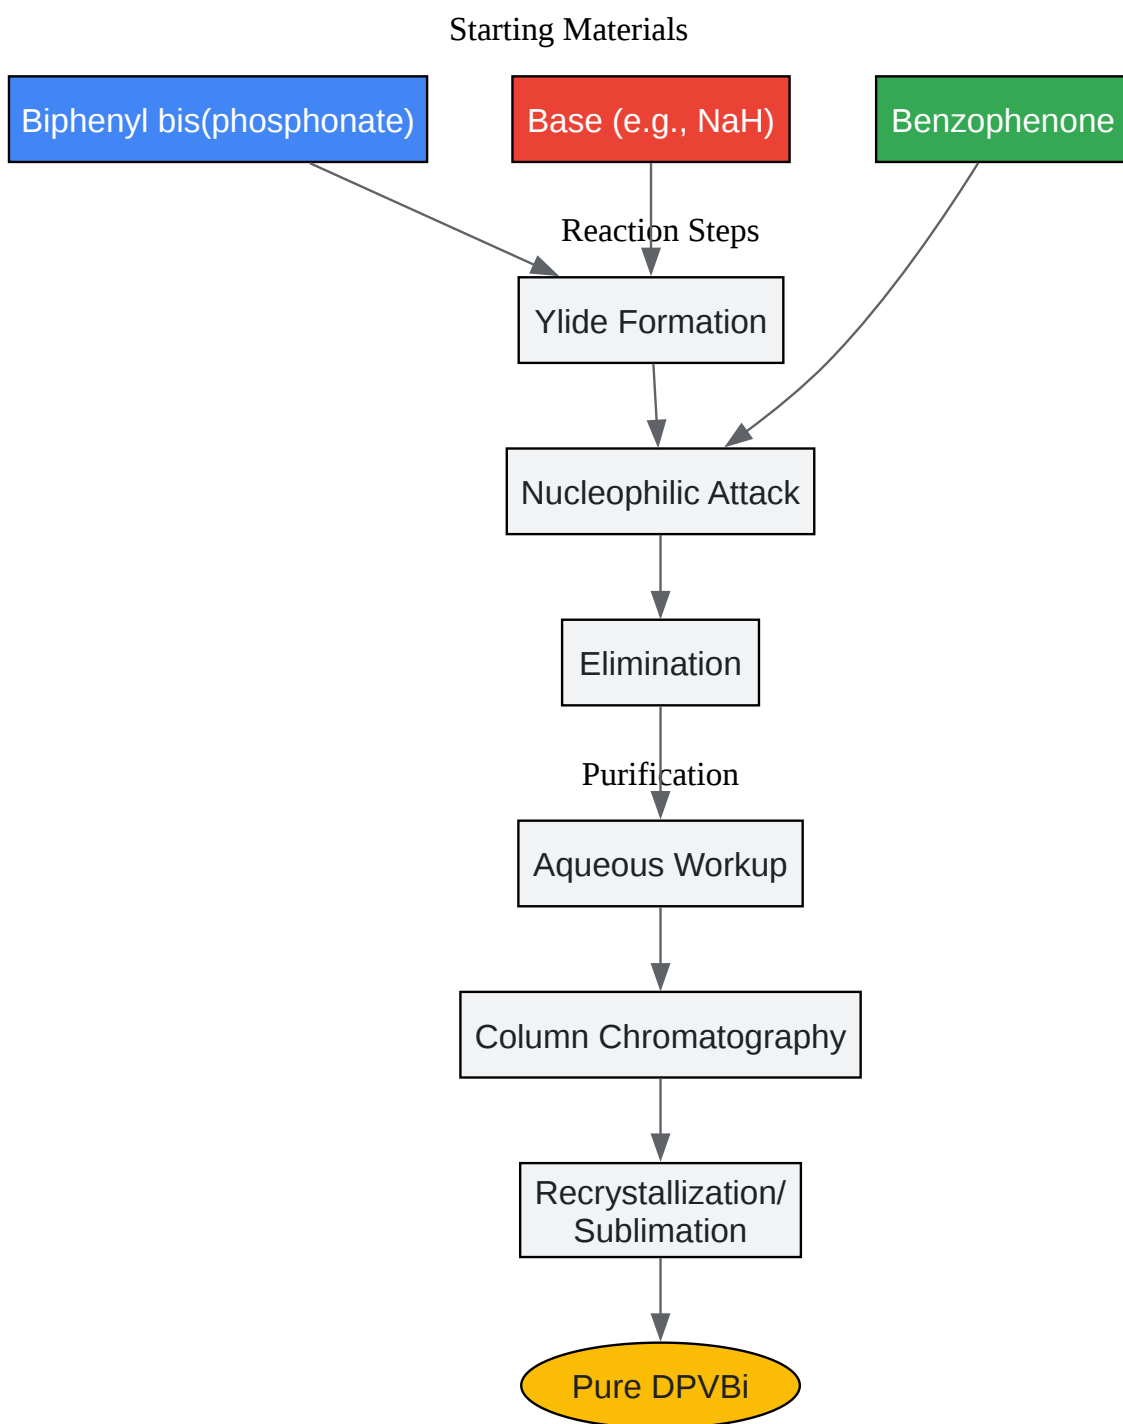 Starting Materials
Biphenyl bis(phosphonate)
Base (e.g., NaH)
Benzophenone
Reaction Steps
Ylide Formation
Nucleophilic Attack
Elimination
Purification
Aqueous Workup
Column Chromatography
Recrystallization/
Sublimation
Pure DPVBi